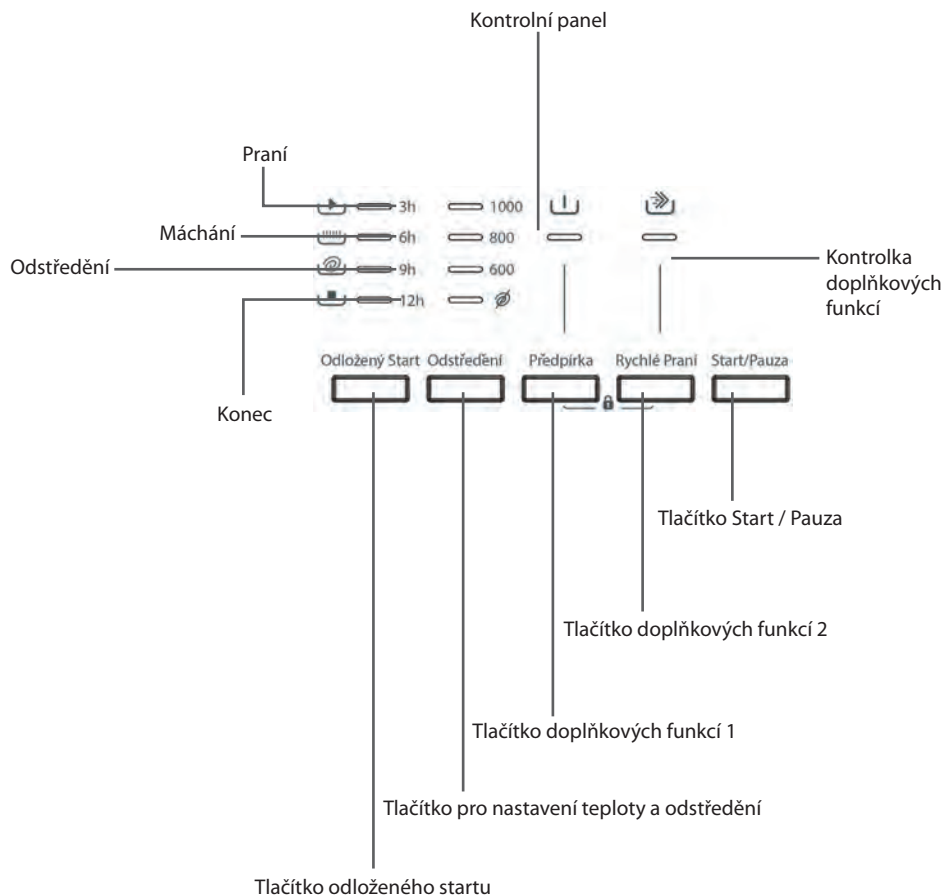 Kontrolní panel
Praní
Máchání
Odstředění
Konec
3h 1000
6h 800
9h 600
12h
Kontrolka
doplňkových
funkcí
Odložený Start Odstředění Předpírka Rychlé Praní Start/Pauza
Tlačítko Start / Pauza
Tlačítko doplňkových funkcí 2
Tlačítko doplňkových funkcí 1
Tlačítko pro nastavení teploty a odstředění
Tlačítko odloženého startu